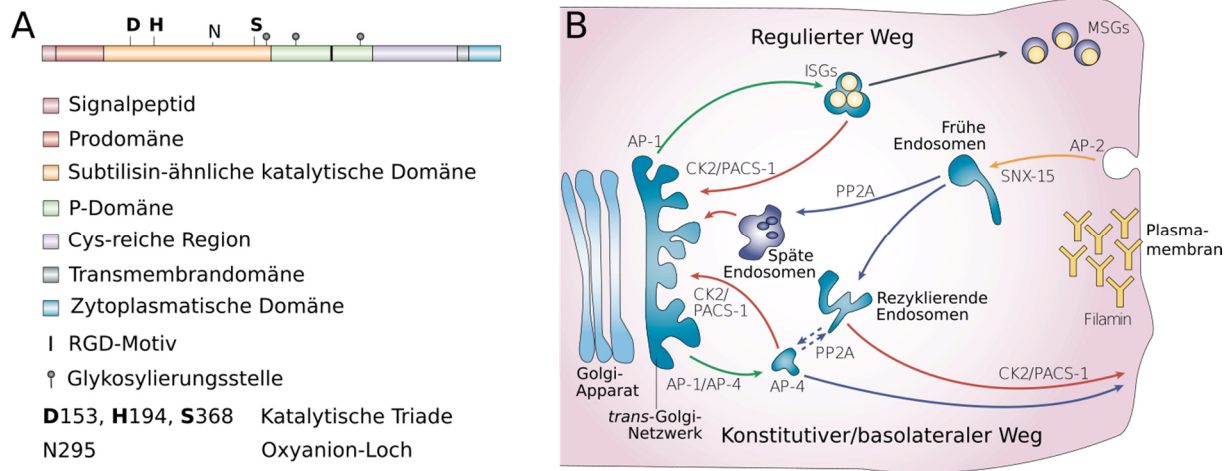 A
D H N S
Signalpeptid
Prodomäne
Subtilisin-ähnliche katalytische Domäne
P-Domäne
Cys-reiche Region
Transmembrandomäne
Zytoplasmatische Domäne
RGD-Motiv
Glykosylierungsstelle
D153, H194, S368 Katalytische Triade
N295 Oxyanion-Loch
B
Regulierter Weg
MSGs
ISGs
Frühe
Endosomen
AP-1
AP-2
CK2/PACS-1
SNX-15
PP2A
Plasma-
membran
Späte
Endosomen
CK2/
PACS-1
Rezyklierende
Endosomen
Filamin
PP2A
Golgi-
Apparat
AP-1/AP-4
AP-4
CK2/PACS-1
trans-Golgi-
Netzwerk
Konstitutiver/basolateraler Weg